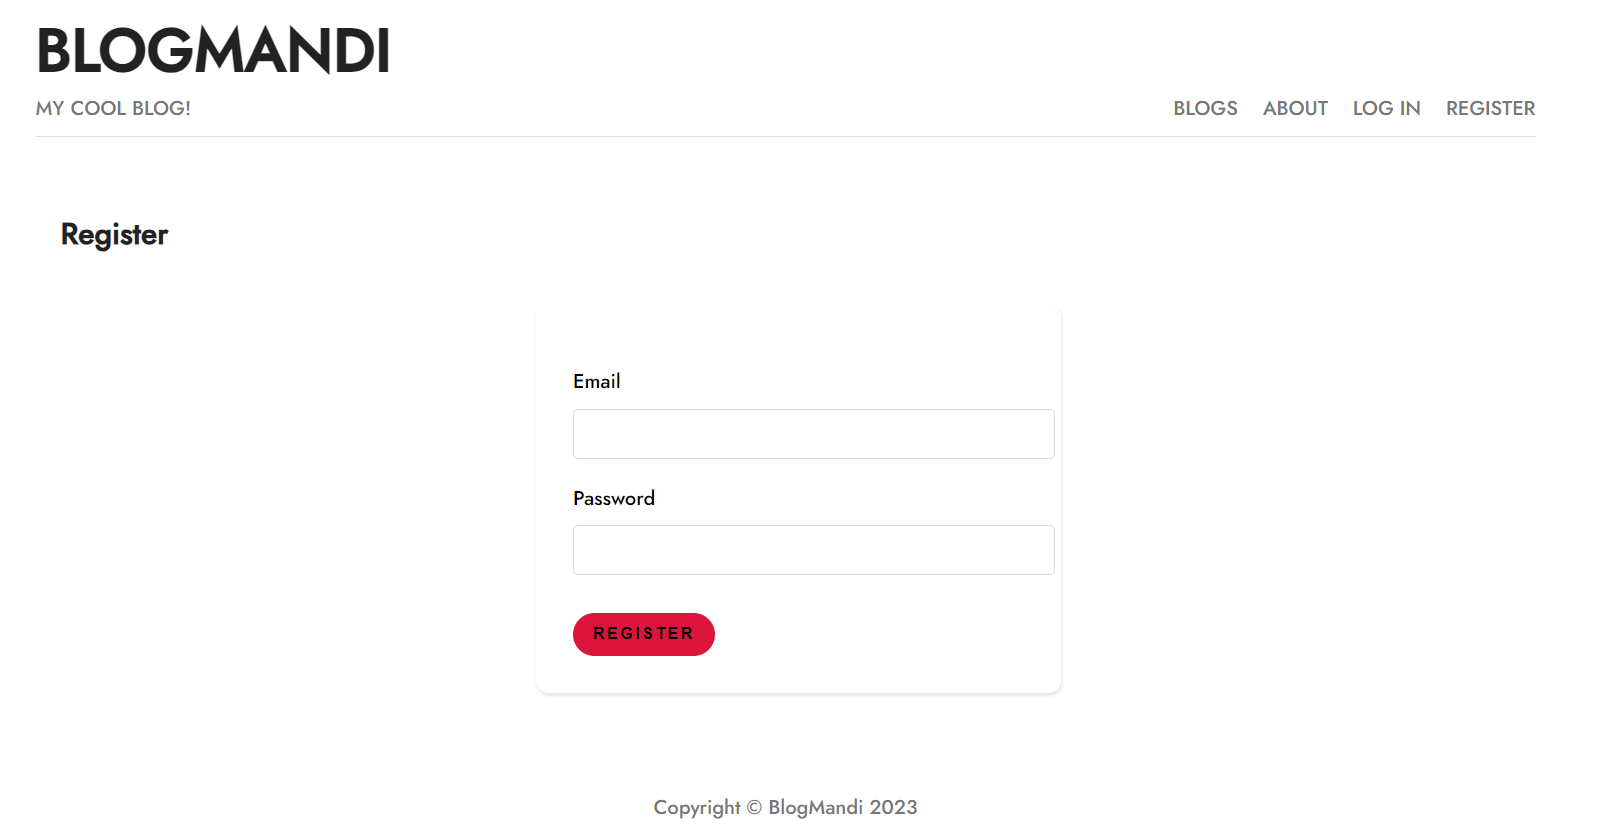 BLOGMANDI
MY COOL BLOG!
BLOGS ABOUT LOG IN REGISTER
Register
Email
Password
REGISTER
Copyright © BlogMandi 2023